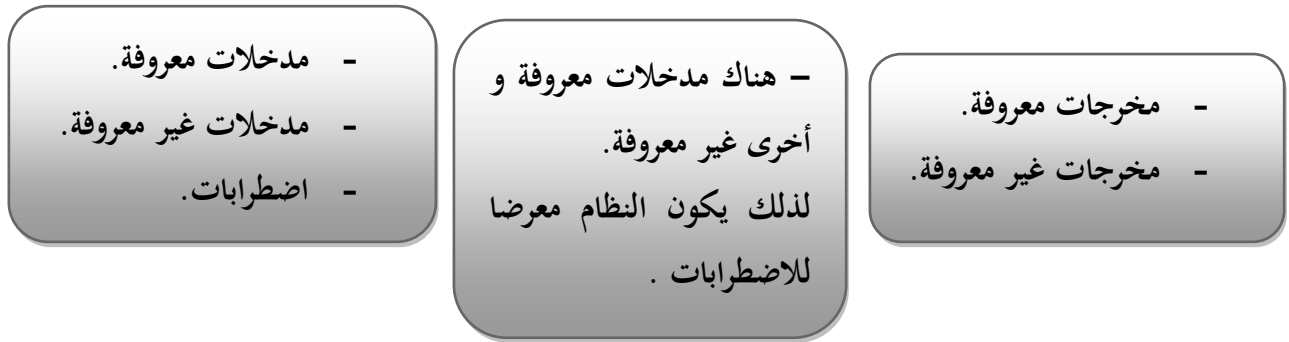 - مخرجات معروفة.
- مخرجات غير معروفة.
– هناك مدخلات معروفة و
أخرى غير معروفة.
لذلك يكون النظام معرضا
للاضطرابات .
- مدخلات معروفة.
- مدخلات غير معروفة.
- اضطرابات.